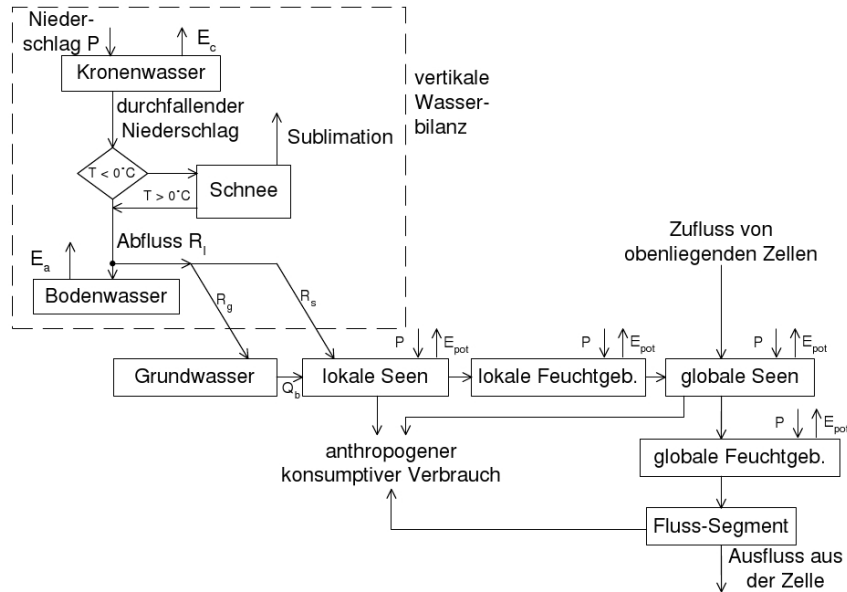 Nieder-
schlag P
E_c
Kronenwasser
vertikale
Wasser-
bilanz
durchfallender
Niederschlag
Sublimation
T < 0°C
Schnee
T > 0°C
Abfluss R_l
E_a
Bodenwasser
R_g
R_s
Zufluss von
obenliegenden Zellen
P
E_pot
P
E_pot
P
E_pot
Grundwasser
Q_b
lokale Seen
lokale Feuchtgeb.
globale Seen
P
E_pot
anthropogener
konsumptiver Verbrauch
globale Feuchtgeb.
Fluss-Segment
Ausfluss aus
der Zelle